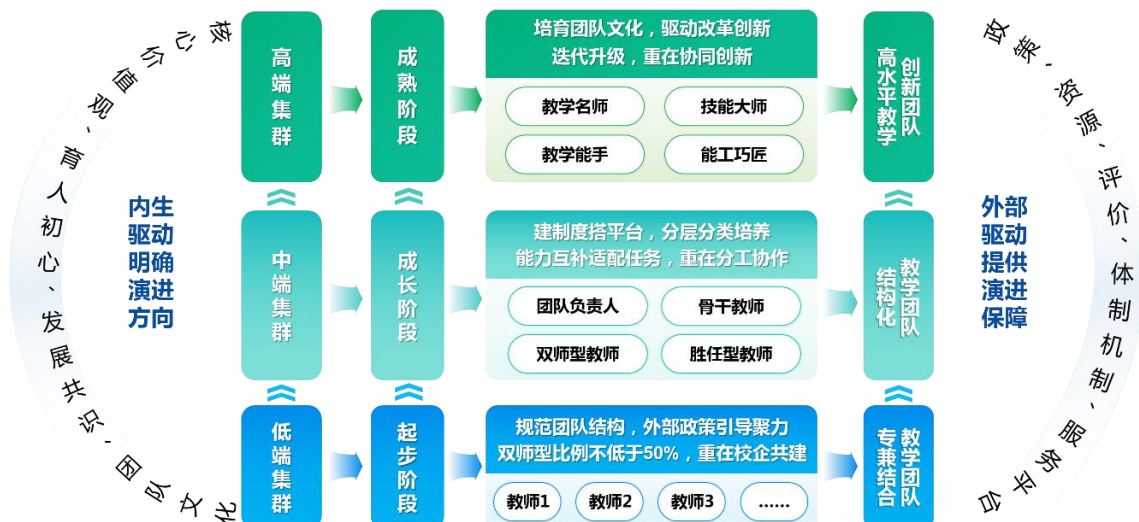 核心价值观、育人初心、发展共识、团队文化
内生
驱动
明确
演进
方向
高端集群
成熟阶段
培育团队文化，驱动改革创新
迭代升级，重在协同创新
教学名师
技能大师
教学能手
能工巧匠
高水平教学
创新团队
中端集群
成长阶段
建制度搭平台，分层分类培养
能力互补适配任务，重在分工协作
团队负责人
骨干教师
双师型教师
胜任型教师
结构化
教学团队
低端集群
起步阶段
规范团队结构，外部政策引导聚力
双师型比例不低于50%，重在校企共建
教师1
教师2
教师3
……
专兼结合
教学团队
外部
驱动
提供
演进
保障
政策、资源、评价、体制机制、服务平台